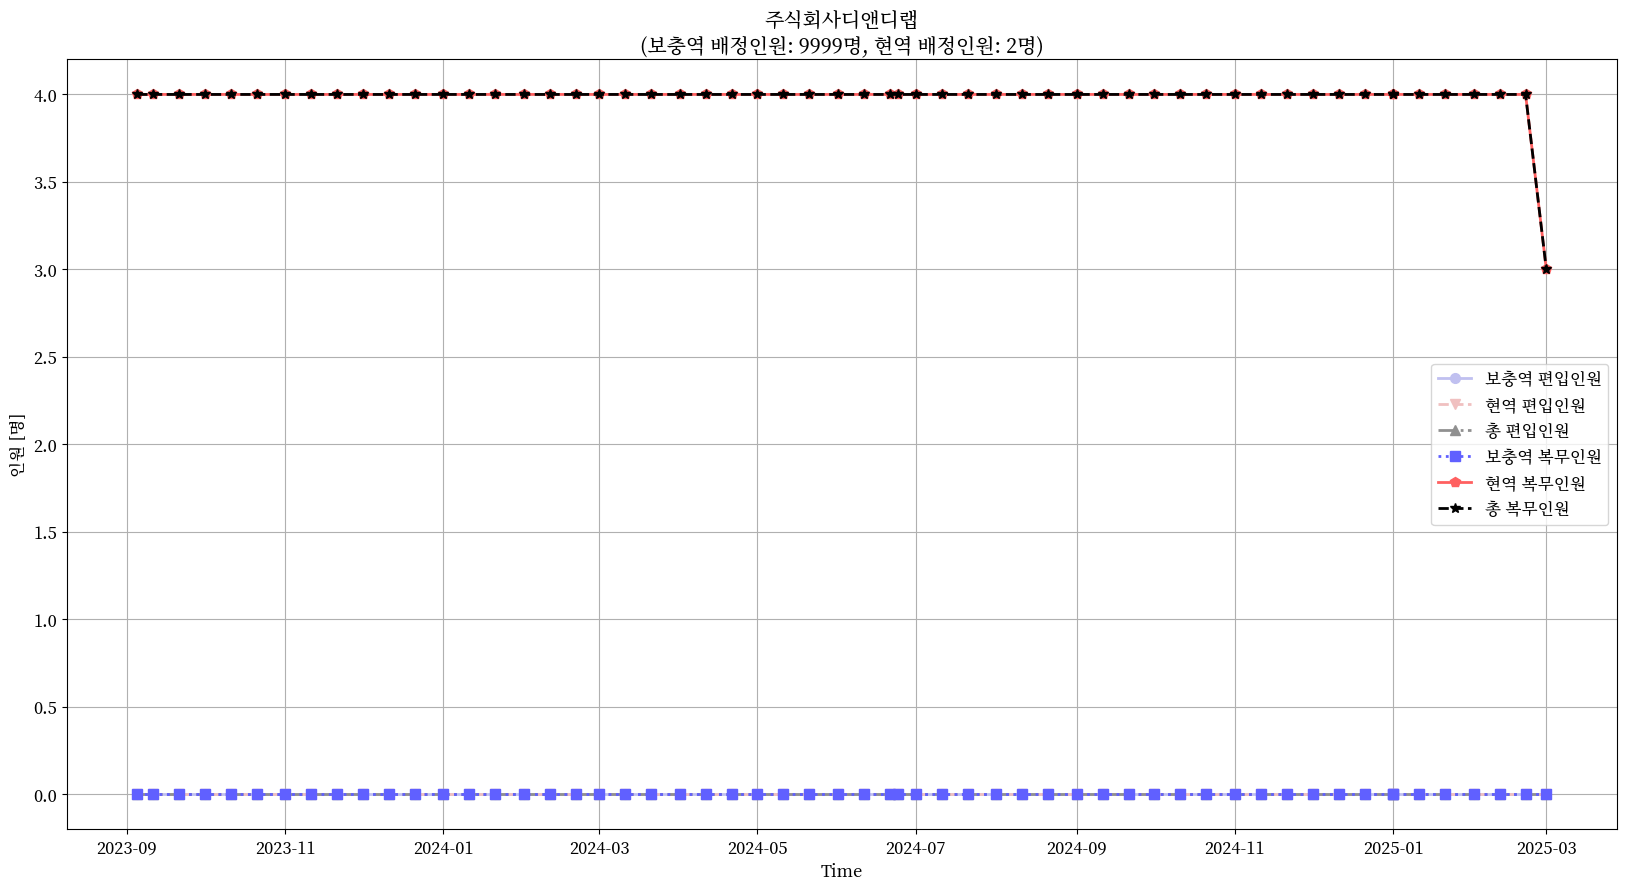 주식회사디앤디랩
(보충역 배정인원: 9999명, 현역 배정인원: 2명)
4.0
3.5
3.0
2.5
2.0
1.5
1.0
0.5
0.0
인원 [명]
보충역 편입인원
현역 편입인원
총 편입인원
보충역 복무인원
현역 복무인원
총 복무인원
2023-09
2023-11
2024-01
2024-03
2024-05
2024-07
2024-09
2024-11
2025-01
2025-03
Time